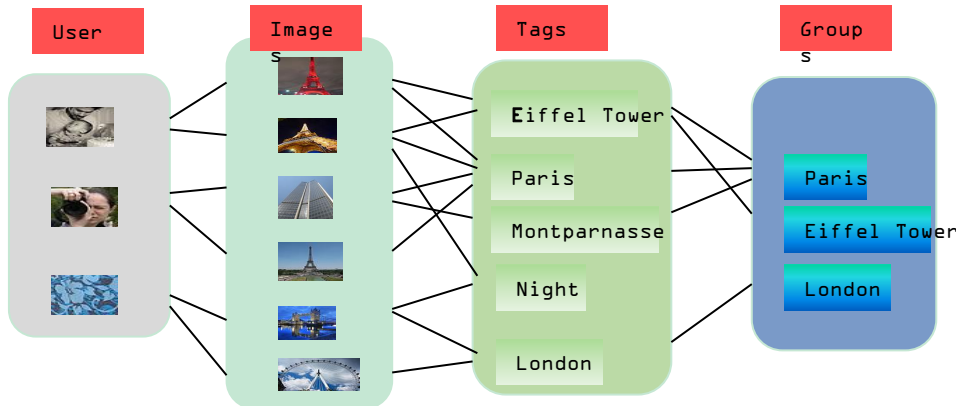 User
Image
s
Tags
Group
s
Eiffel Tower
Paris
Montparnasse
Night
London
Paris
Eiffel Tower
London